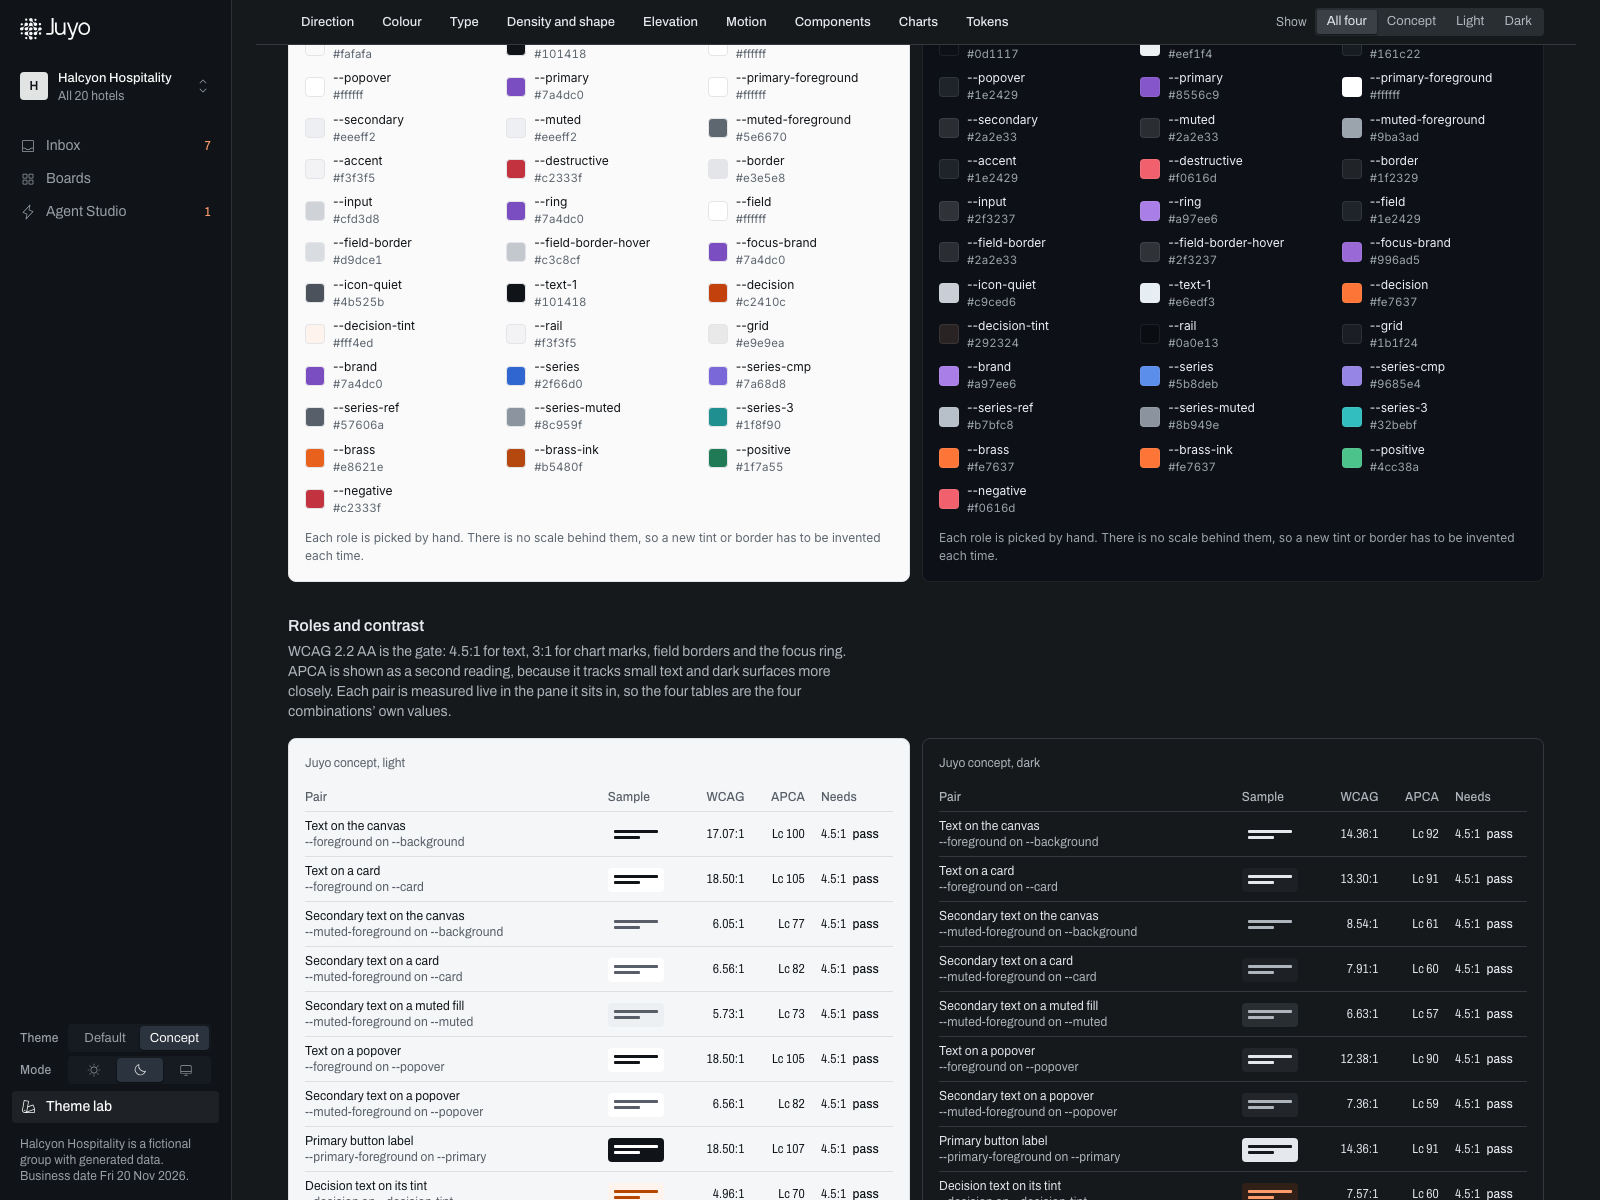 Juyo
Direction Colour Type Density and shape Elevation Motion Components Charts Tokens Show All four Concept Light Dark
H Halcyon Hospitality
All 20 hotels
Inbox 7
Boards
Agent Studio 1
#fafafa #101418 #ffffff
--popover --primary --primary-foreground
#ffffff #7a4dc0 #ffffff
--secondary --muted --muted-foreground
#eeeff2 #eeeff2 #5e6670
--accent --destructive --border
#f3f3f5 #c2333f #e3e5e8
--input --ring --field
#cfd3d8 #7a4dc0 #ffffff
--field-border --field-border-hover --focus-brand
#d9dce1 #c3c8cf #7a4dc0
--icon-quiet --text-1 --decision
#4b525b #101418 #c2410c
--decision-tint --rail --grid
#fff4ed #f3f3f5 #e9e9ea
--brand --series --series-cmp
#7a4dc0 #2f66d0 #7a68d8
--series-ref --series-muted --series-3
#57606a #8c959f #1f8f90
--brass --brass-ink --positive
#e8621e #b5480f #1f7a55
--negative
#c2333f
Each role is picked by hand. There is no scale behind them, so a new tint or border has to be invented
each time.
#0d1117 #eef1f4 #161c22
--popover --primary --primary-foreground
#1e2429 #8556c9 #ffffff
--secondary --muted --muted-foreground
#2a2e33 #2a2e33 #9ba3ad
--accent --destructive --border
#1e2429 #f0616d #1f2329
--input --ring --field
#2f3237 #a97ee6 #1e2429
--field-border --field-border-hover --focus-brand
#2a2e33 #2f3237 #996ad5
--icon-quiet --text-1 --decision
#c9ced6 #e6edf3 #fe7637
--decision-tint --rail --grid
#292324 #0a0e13 #1b1f24
--brand --series --series-cmp
#a97ee6 #5b8deb #9685e4
--series-ref --series-muted --series-3
#b7bfc8 #8b949e #32bebf
--brass --brass-ink --positive
#fe7637 #fe7637 #4cc38a
--negative
#f0616d
Each role is picked by hand. There is no scale behind them, so a new tint or border has to be invented
each time.
Roles and contrast
WCAG 2.2 AA is the gate: 4.5:1 for text, 3:1 for chart marks, field borders and the focus ring.
APCA is shown as a second reading, because it tracks small text and dark surfaces more
closely. Each pair is measured live in the pane it sits in, so the four tables are the four
combinations’ own values.
Juyo concept, light
Pair Sample WCAG APCA Needs
Text on the canvas
--foreground on --background 17.07:1 Lc 100 4.5:1 pass
Text on a card
--foreground on --card 18.50:1 Lc 105 4.5:1 pass
Secondary text on the canvas
--muted-foreground on --background 6.05:1 Lc 77 4.5:1 pass
Secondary text on a card
--muted-foreground on --card 6.56:1 Lc 82 4.5:1 pass
Secondary text on a muted fill
--muted-foreground on --muted 5.73:1 Lc 73 4.5:1 pass
Text on a popover
--foreground on --popover 18.50:1 Lc 105 4.5:1 pass
Secondary text on a popover
--muted-foreground on --popover 6.56:1 Lc 82 4.5:1 pass
Primary button label
--primary-foreground on --primary 18.50:1 Lc 107 4.5:1 pass
Decision text on its tint
--decision on --decision-tint 4.96:1 Lc 70 4.5:1 pass
Juyo concept, dark
Pair Sample WCAG APCA Needs
Text on the canvas
--foreground on --background 14.36:1 Lc 92 4.5:1 pass
Text on a card
--foreground on --card 13.30:1 Lc 91 4.5:1 pass
Secondary text on the canvas
--muted-foreground on --background 8.54:1 Lc 61 4.5:1 pass
Secondary text on a card
--muted-foreground on --card 7.91:1 Lc 60 4.5:1 pass
Secondary text on a muted fill
--muted-foreground on --muted 6.63:1 Lc 57 4.5:1 pass
Text on a popover
--foreground on --popover 12.38:1 Lc 90 4.5:1 pass
Secondary text on a popover
--muted-foreground on --popover 7.36:1 Lc 59 4.5:1 pass
Primary button label
--primary-foreground on --primary 14.36:1 Lc 91 4.5:1 pass
Decision text on its tint
--decision on --decision-tint 7.57:1 Lc 60 4.5:1 pass
Theme Default Concept
Mode
Theme lab
Halcyon Hospitality is a fictional
group with generated data.
Business date Fri 20 Nov 2026.